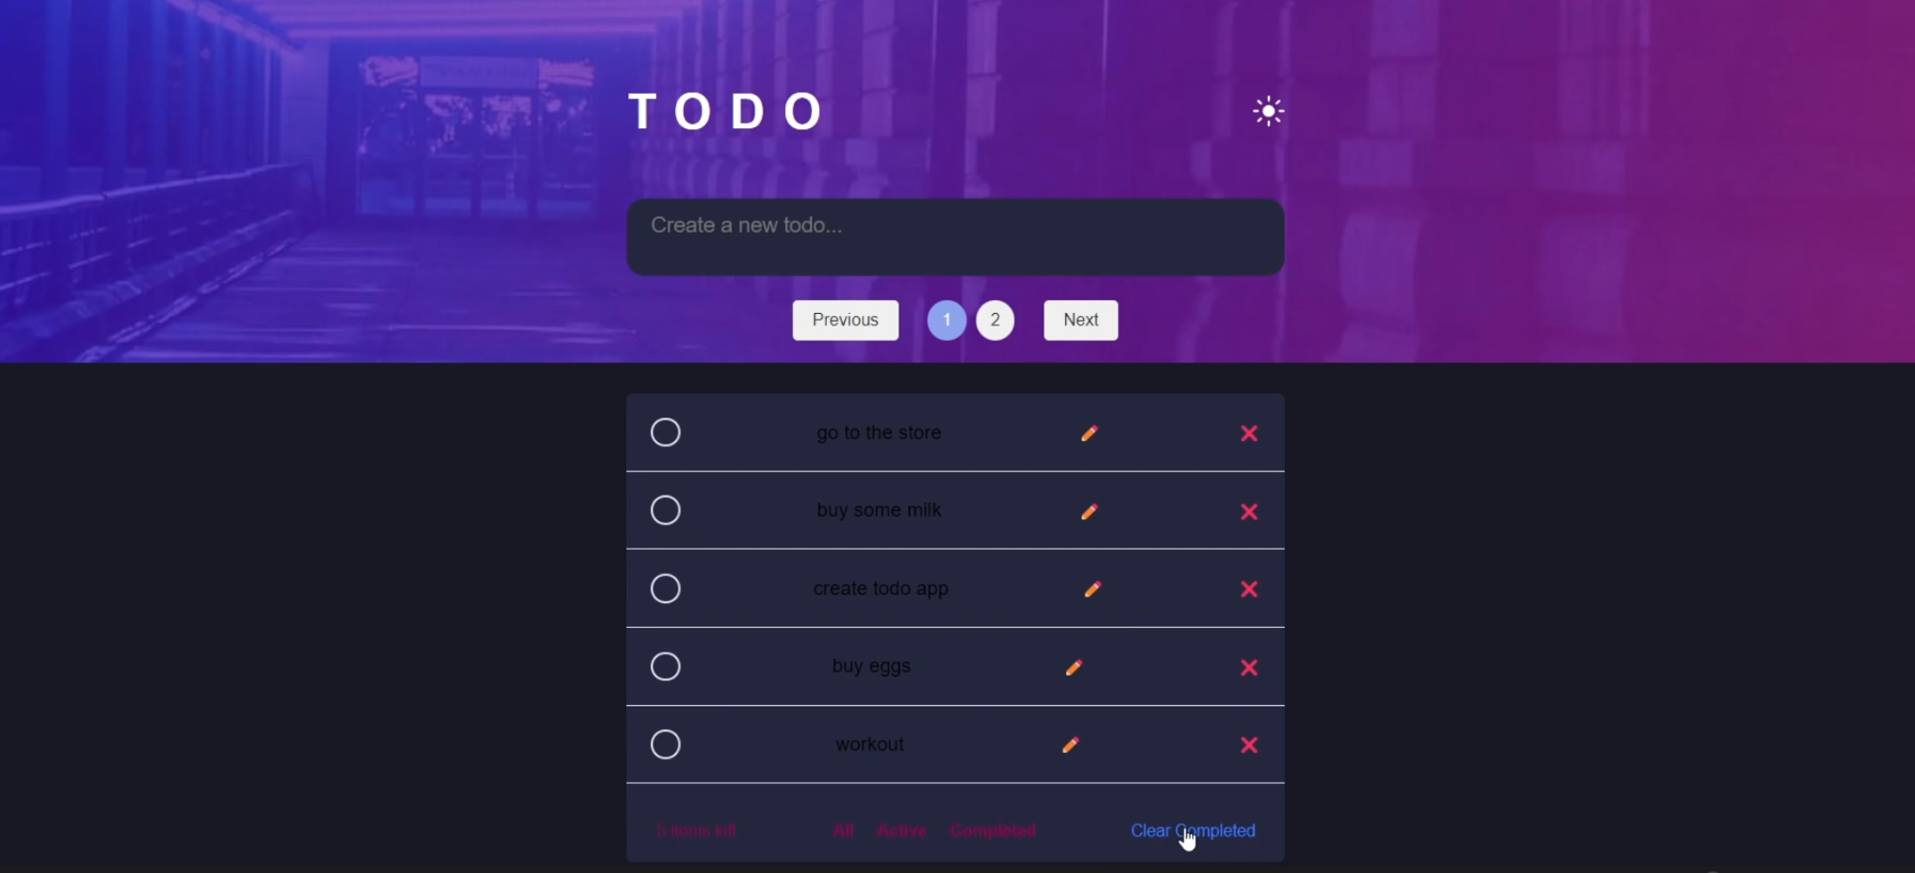 TODO
Create a new todo...
Previous 1 2 Next
go to the store
buy some milk
create todo app
buy eggs
workout
5 items left All Active Completed Clear Completed